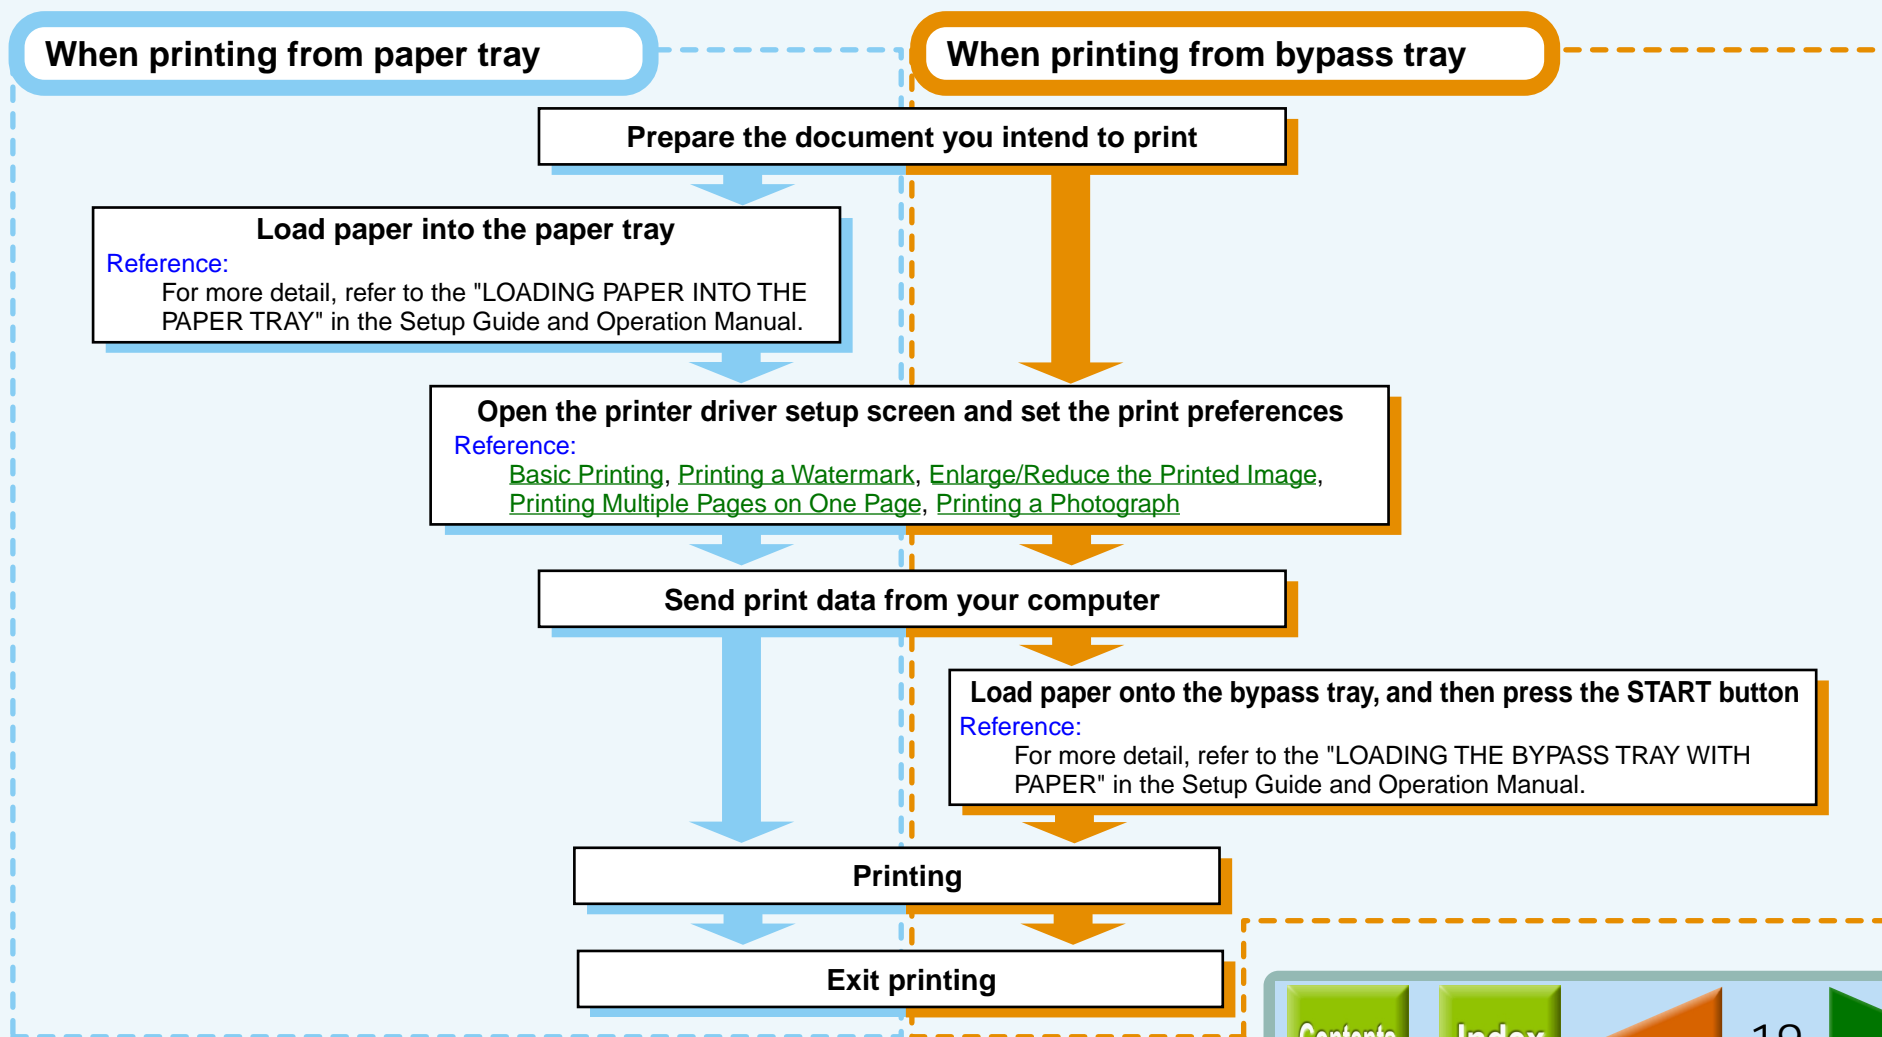 When printing from paper tray
When printing from bypass tray
Prepare the document you intend to print
Load paper into the paper tray
Reference:
For more detail, refer to the "LOADING PAPER INTO THE
PAPER TRAY" in the Setup Guide and Operation Manual.
Open the printer driver setup screen and set the print preferences
Reference:
Basic Printing, Printing a Watermark, Enlarge/Reduce the Printed Image,
Printing Multiple Pages on One Page, Printing a Photograph
Send print data from your computer
Load paper onto the bypass tray, and then press the START button
Reference:
For more detail, refer to the "LOADING THE BYPASS TRAY WITH
PAPER" in the Setup Guide and Operation Manual.
Printing
Exit printing
Contents
Index
19